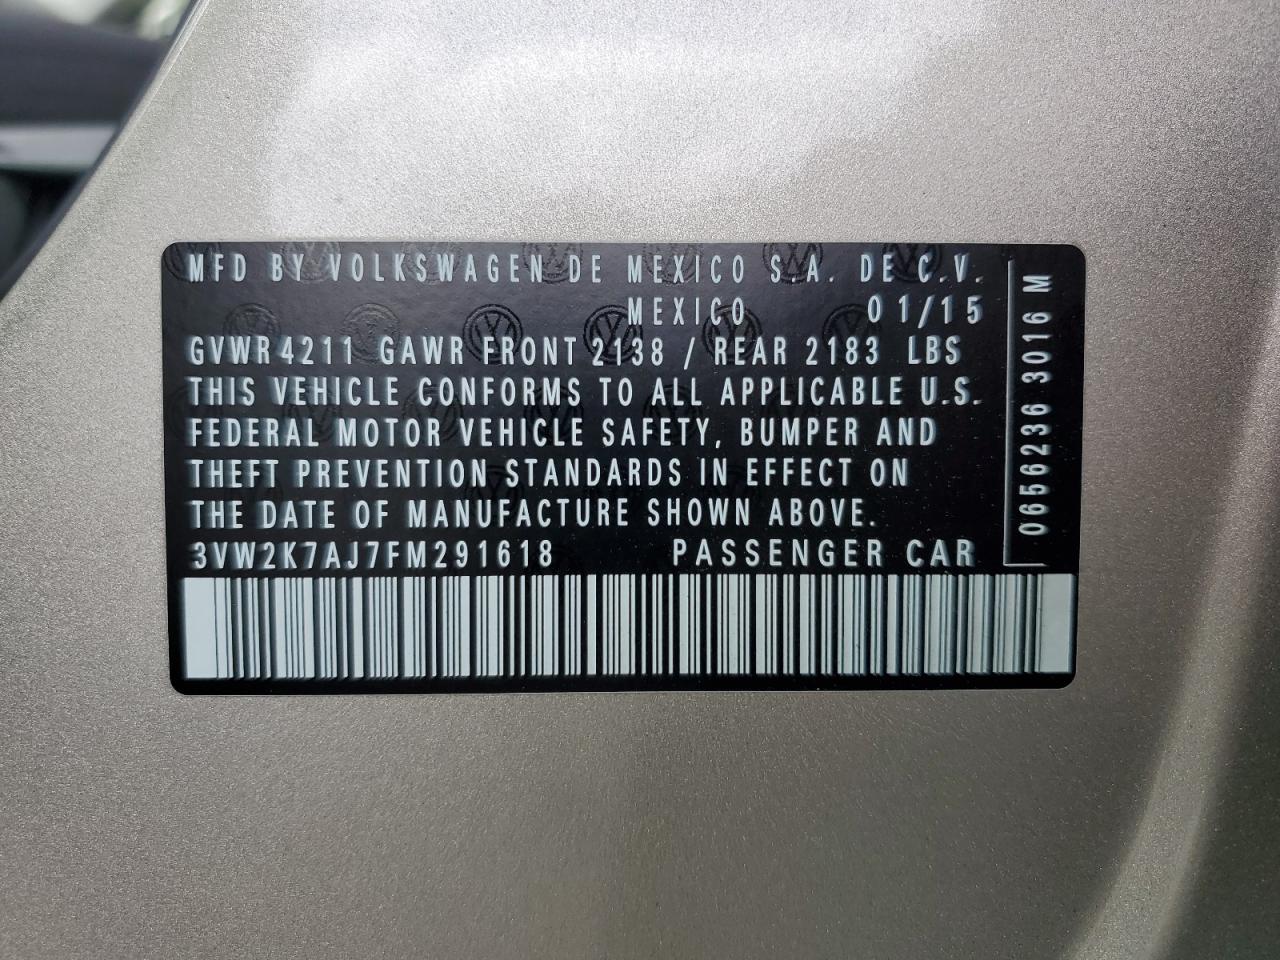 MFD BY VOLKSWAGEN DE MEXICO S.A. DE C.V.
MEXICO 01/15
GVWR 4211 GAWR FRONT 2138 / REAR 2183 LBS
THIS VEHICLE CONFORMS TO ALL APPLICABLE U.S.
FEDERAL MOTOR VEHICLE SAFETY, BUMPER AND
THEFT PREVENTION STANDARDS IN EFFECT ON
THE DATE OF MANUFACTURE SHOWN ABOVE.
3VW2K7AJ7FM291618 PASSENGER CAR
0656236 3016 M